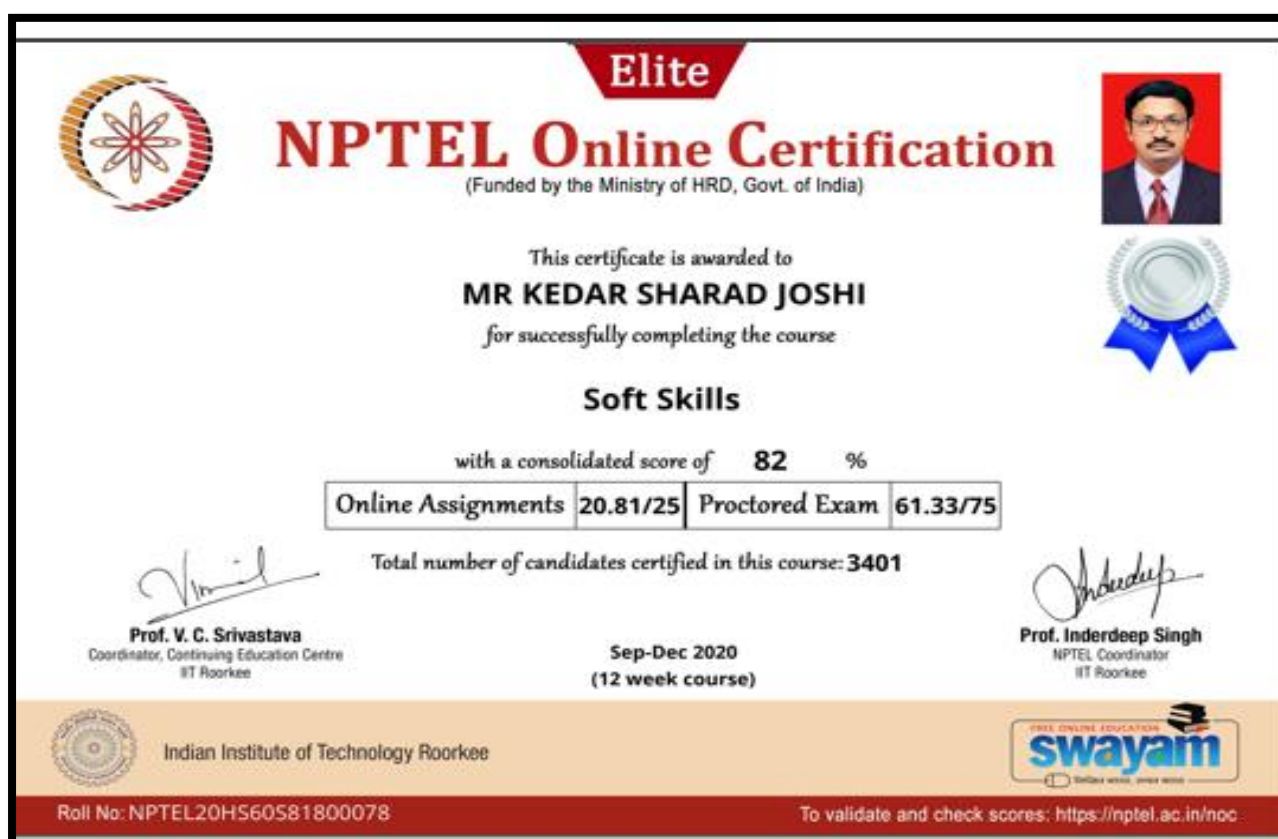 Elite
NPTEL Online Certification
(Funded by the Ministry of HRD, Govt. of India)
This certificate is awarded to
MR KEDAR SHARAD JOSHI
for successfully completing the course
Soft Skills
with a consolidated score of 82 %
Online Assignments 20.81/25 Proctored Exam 61.33/75
Total number of candidates certified in this course: 3401
Prof. V. C. Srivastava
Coordinator, Continuing Education Centre
IIT Roorkee
Sep-Dec 2020
(12 week course)
Prof. Inderdeep Singh
NPTEL Coordinator
IIT Roorkee
Indian Institute of Technology Roorkee
FREE ONLINE EDUCATION
swayam
Roll No: NPTEL20HS60S81800078
To validate and check scores: https://nptel.ac.in/noc